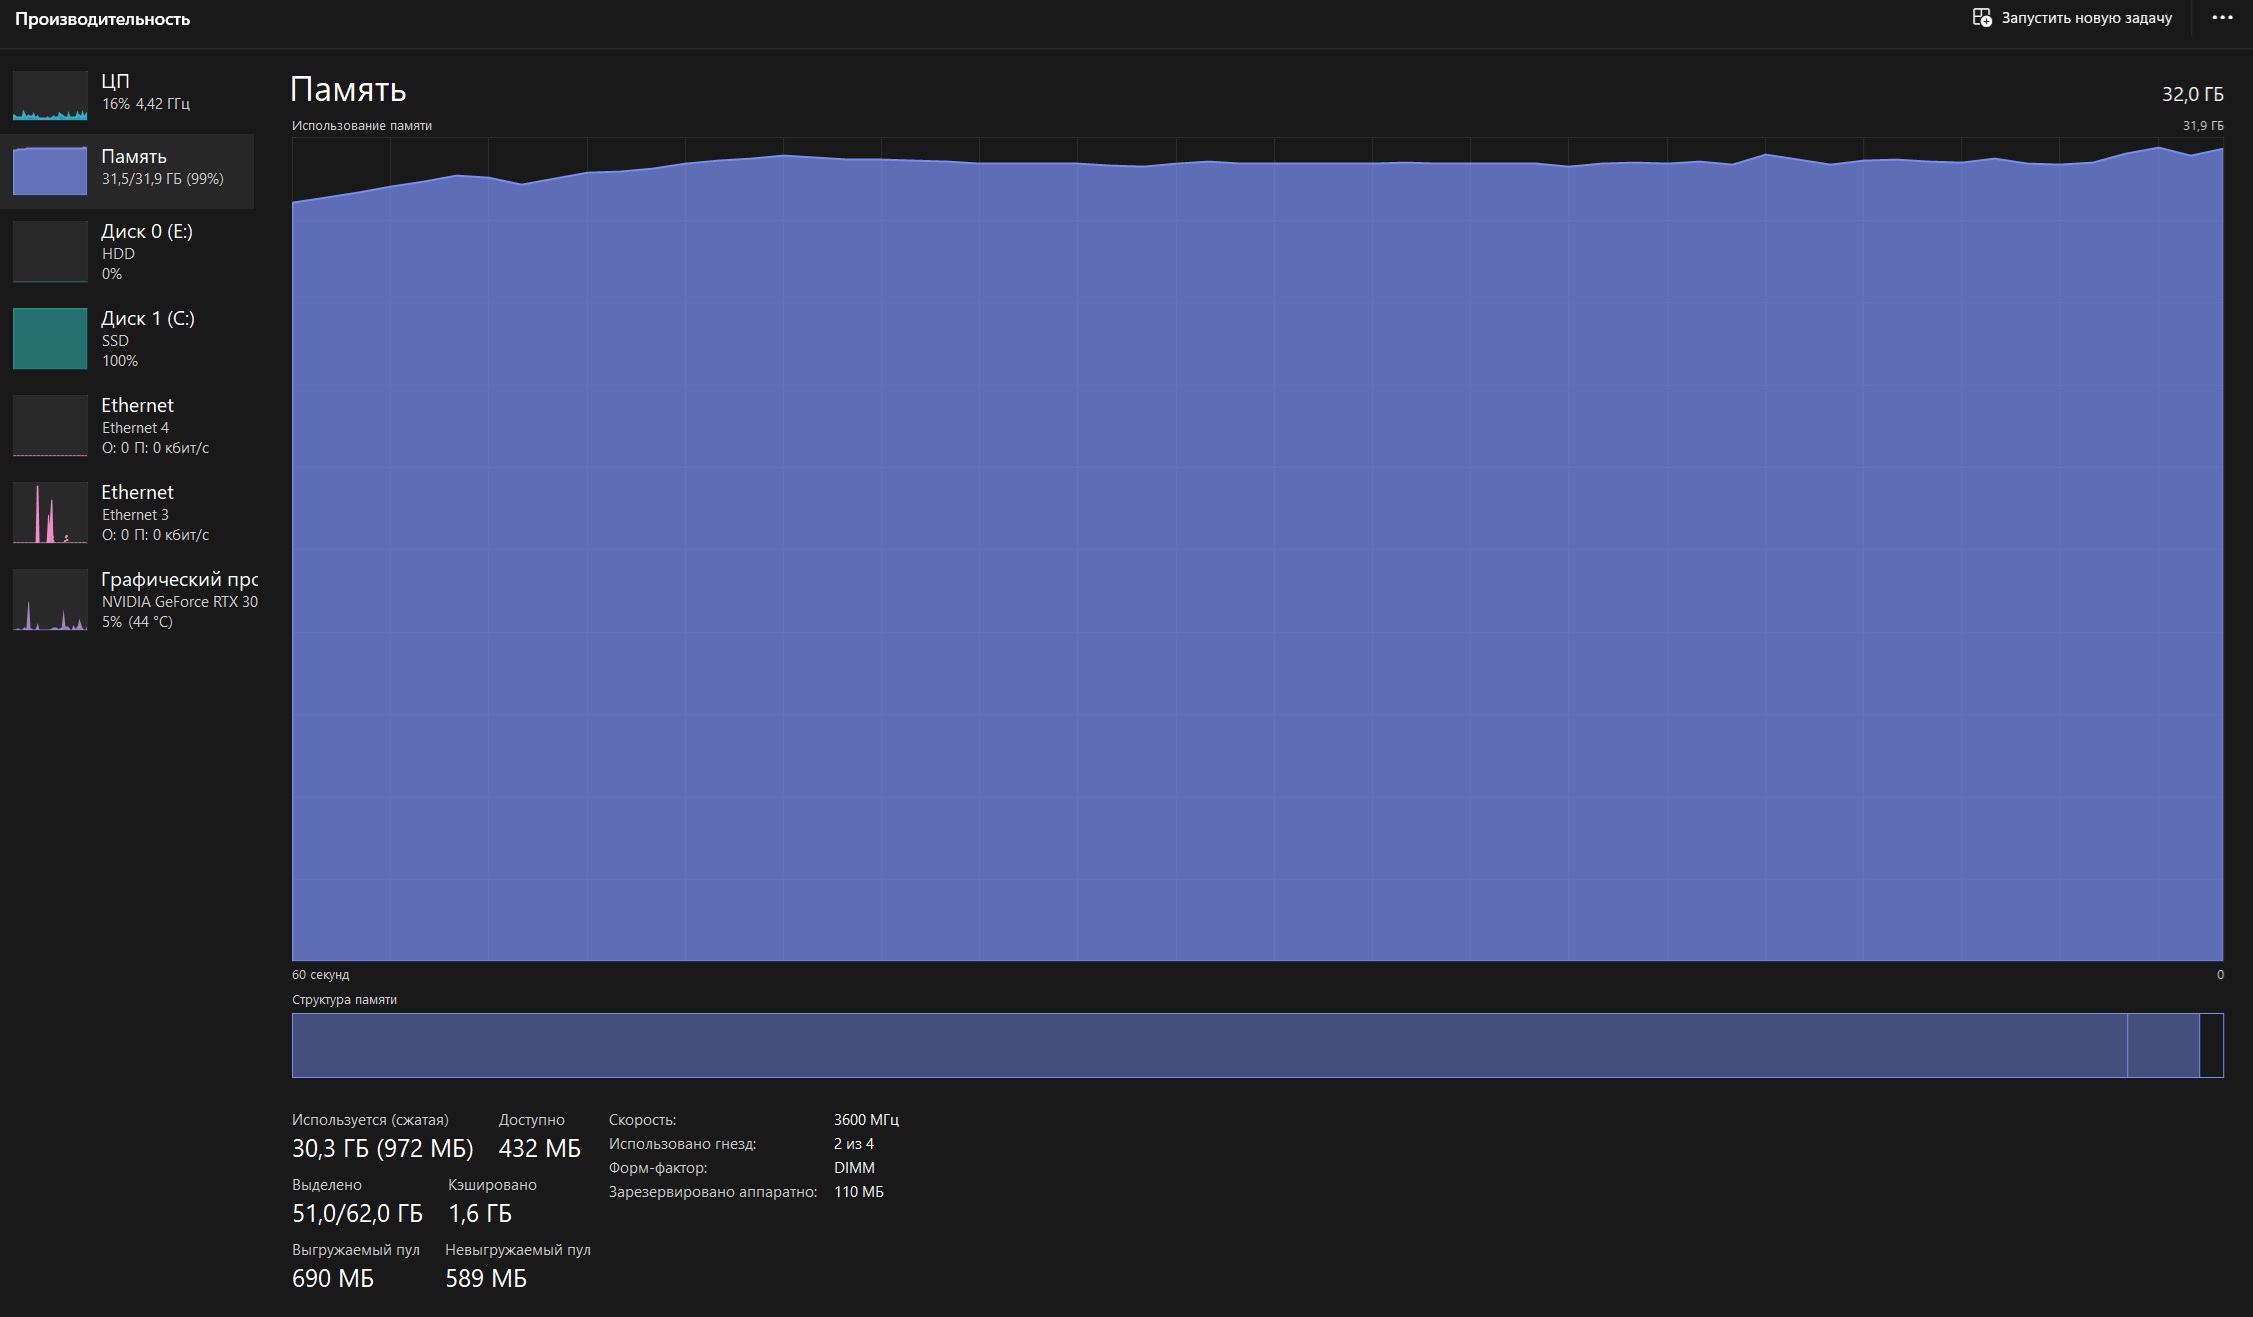 Производительность
Запустить новую задачу
ЦП
16% 4,42 ГГц
Память
31,5/31,9 ГБ (99%)
Диск 0 (E:)
HDD
0%
Диск 1 (C:)
SSD
100%
Ethernet
Ethernet 4
О: 0 П: 0 кбит/с
Ethernet
Ethernet 3
О: 0 П: 0 кбит/с
Графический прс
NVIDIA GeForce RTX 30
5% (44 °C)
Память
32,0 ГБ
Использование памяти
31,9 ГБ
60 секунд
0
Структура памяти
Используется (сжатая)
30,3 ГБ (972 МБ)
Доступно
432 МБ
Выделено
51,0/62,0 ГБ
Кэшировано
1,6 ГБ
Выгружаемый пул
690 МБ
Невыгружаемый пул
589 МБ
Скорость: 3600 МГц
Использовано гнезд: 2 из 4
Форм-фактор: DIMM
Зарезервировано аппаратно: 110 МБ